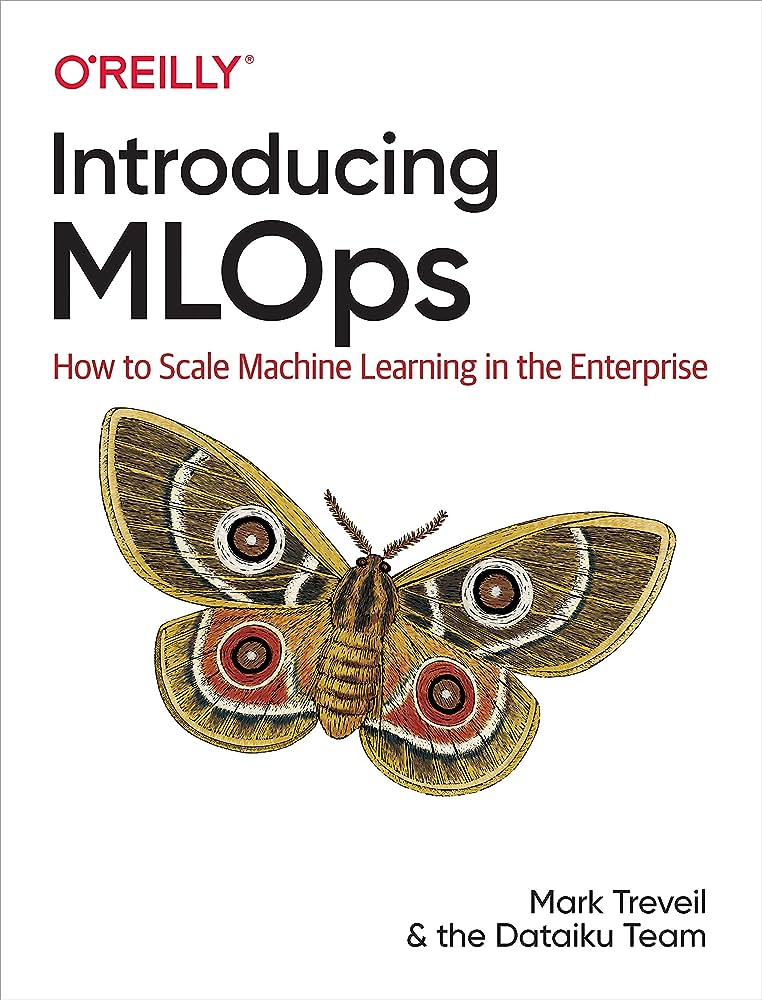 O'REILLY®
Introducing
MLOps
How to Scale Machine Learning in the Enterprise
Mark Treveil
& the Dataiku Team